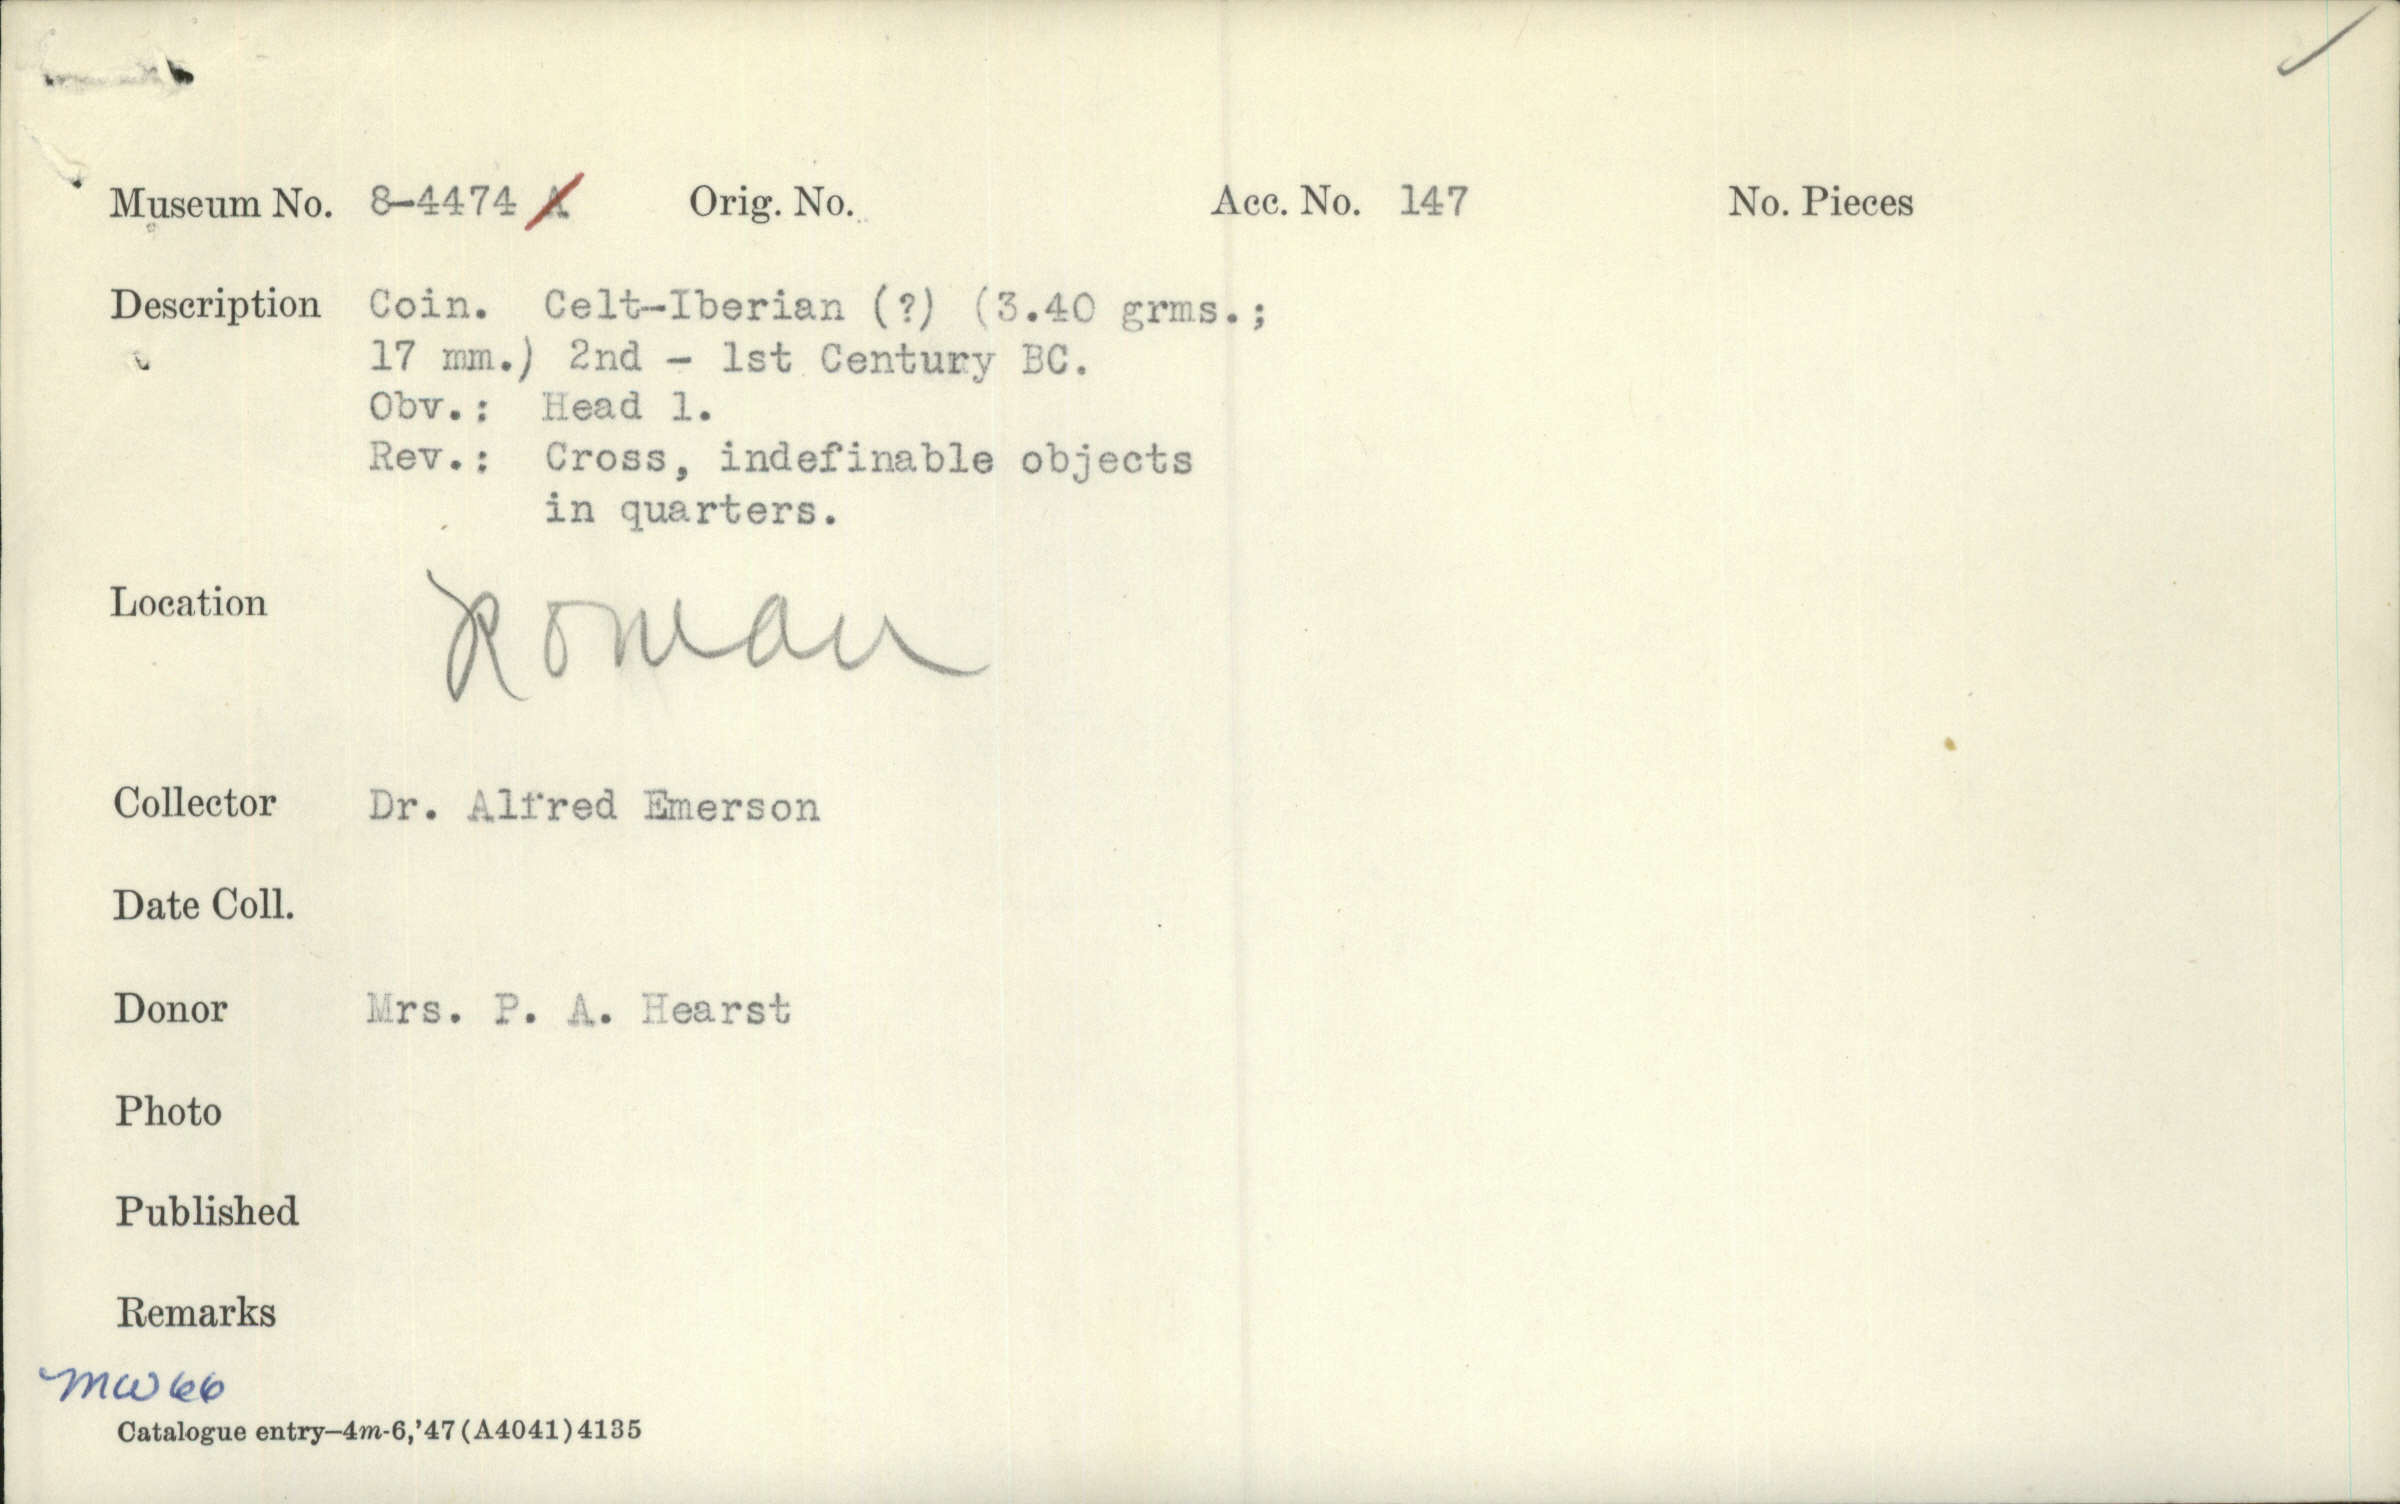 Museum No. 8-4474 A Orig. No. Acc. No. 147 No. Pieces
Description Coin. Celt-Iberian (?) (3.40 grms.;
17 mm.) 2nd - 1st Century BC.
Obv.: Head l.
Rev.: Cross, indefinable objects
in quarters.
Location Roman
Collector Dr. Alfred Emerson
Date Coll.
Donor Mrs. P. A. Hearst
Photo
Published
Remarks
MW66
Catalogue entry—4m-6,'47(A4041)4135